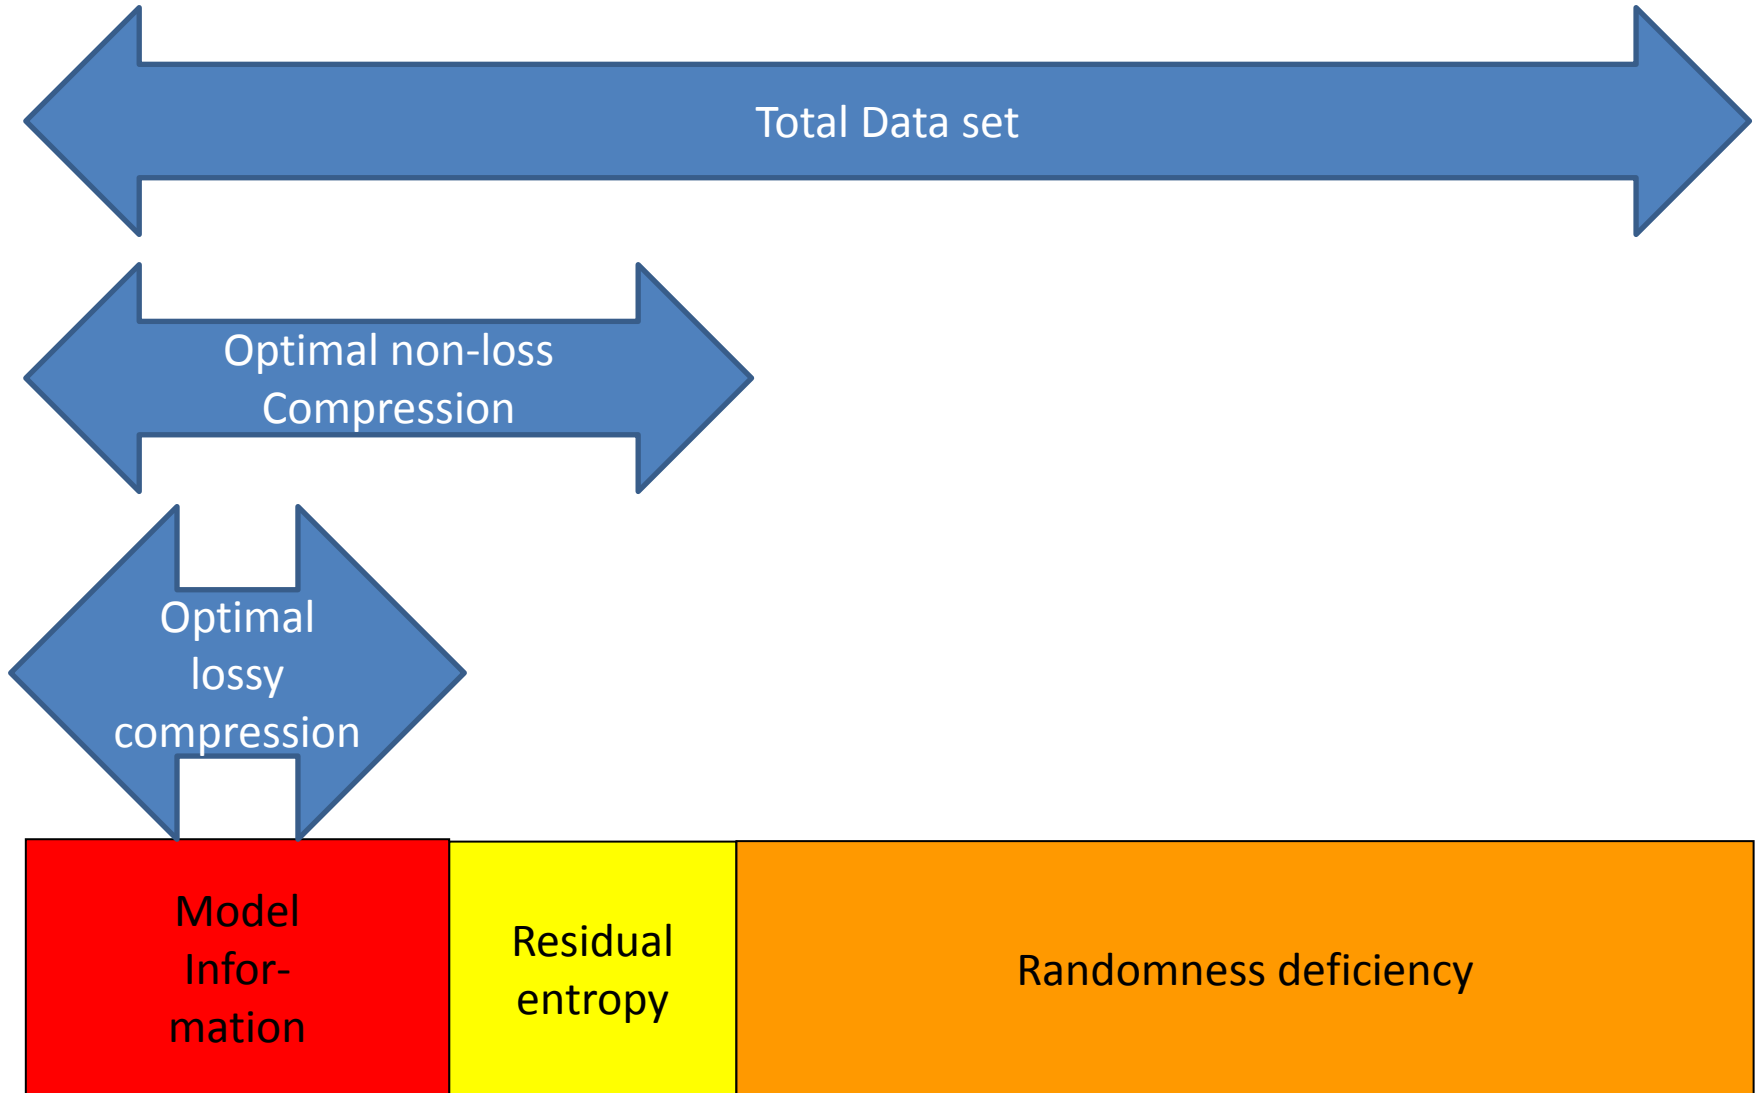 Total Data set
Optimal non-loss
Compression
Optimal
lossy
compression
Model
Infor-
mation
Residual
entropy
Randomness deficiency